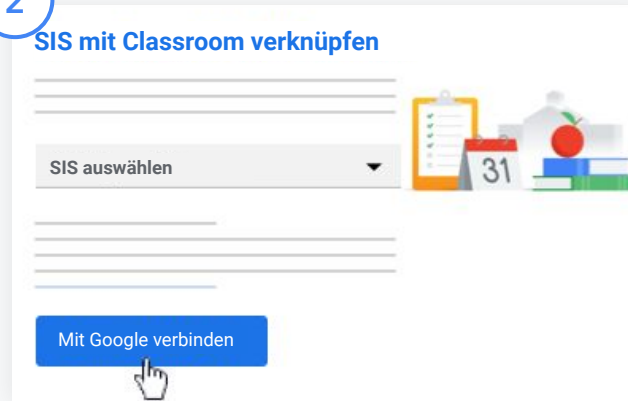 2
SIS mit Classroom verknüpfen
31
SIS auswählen
Mit Google verbinden